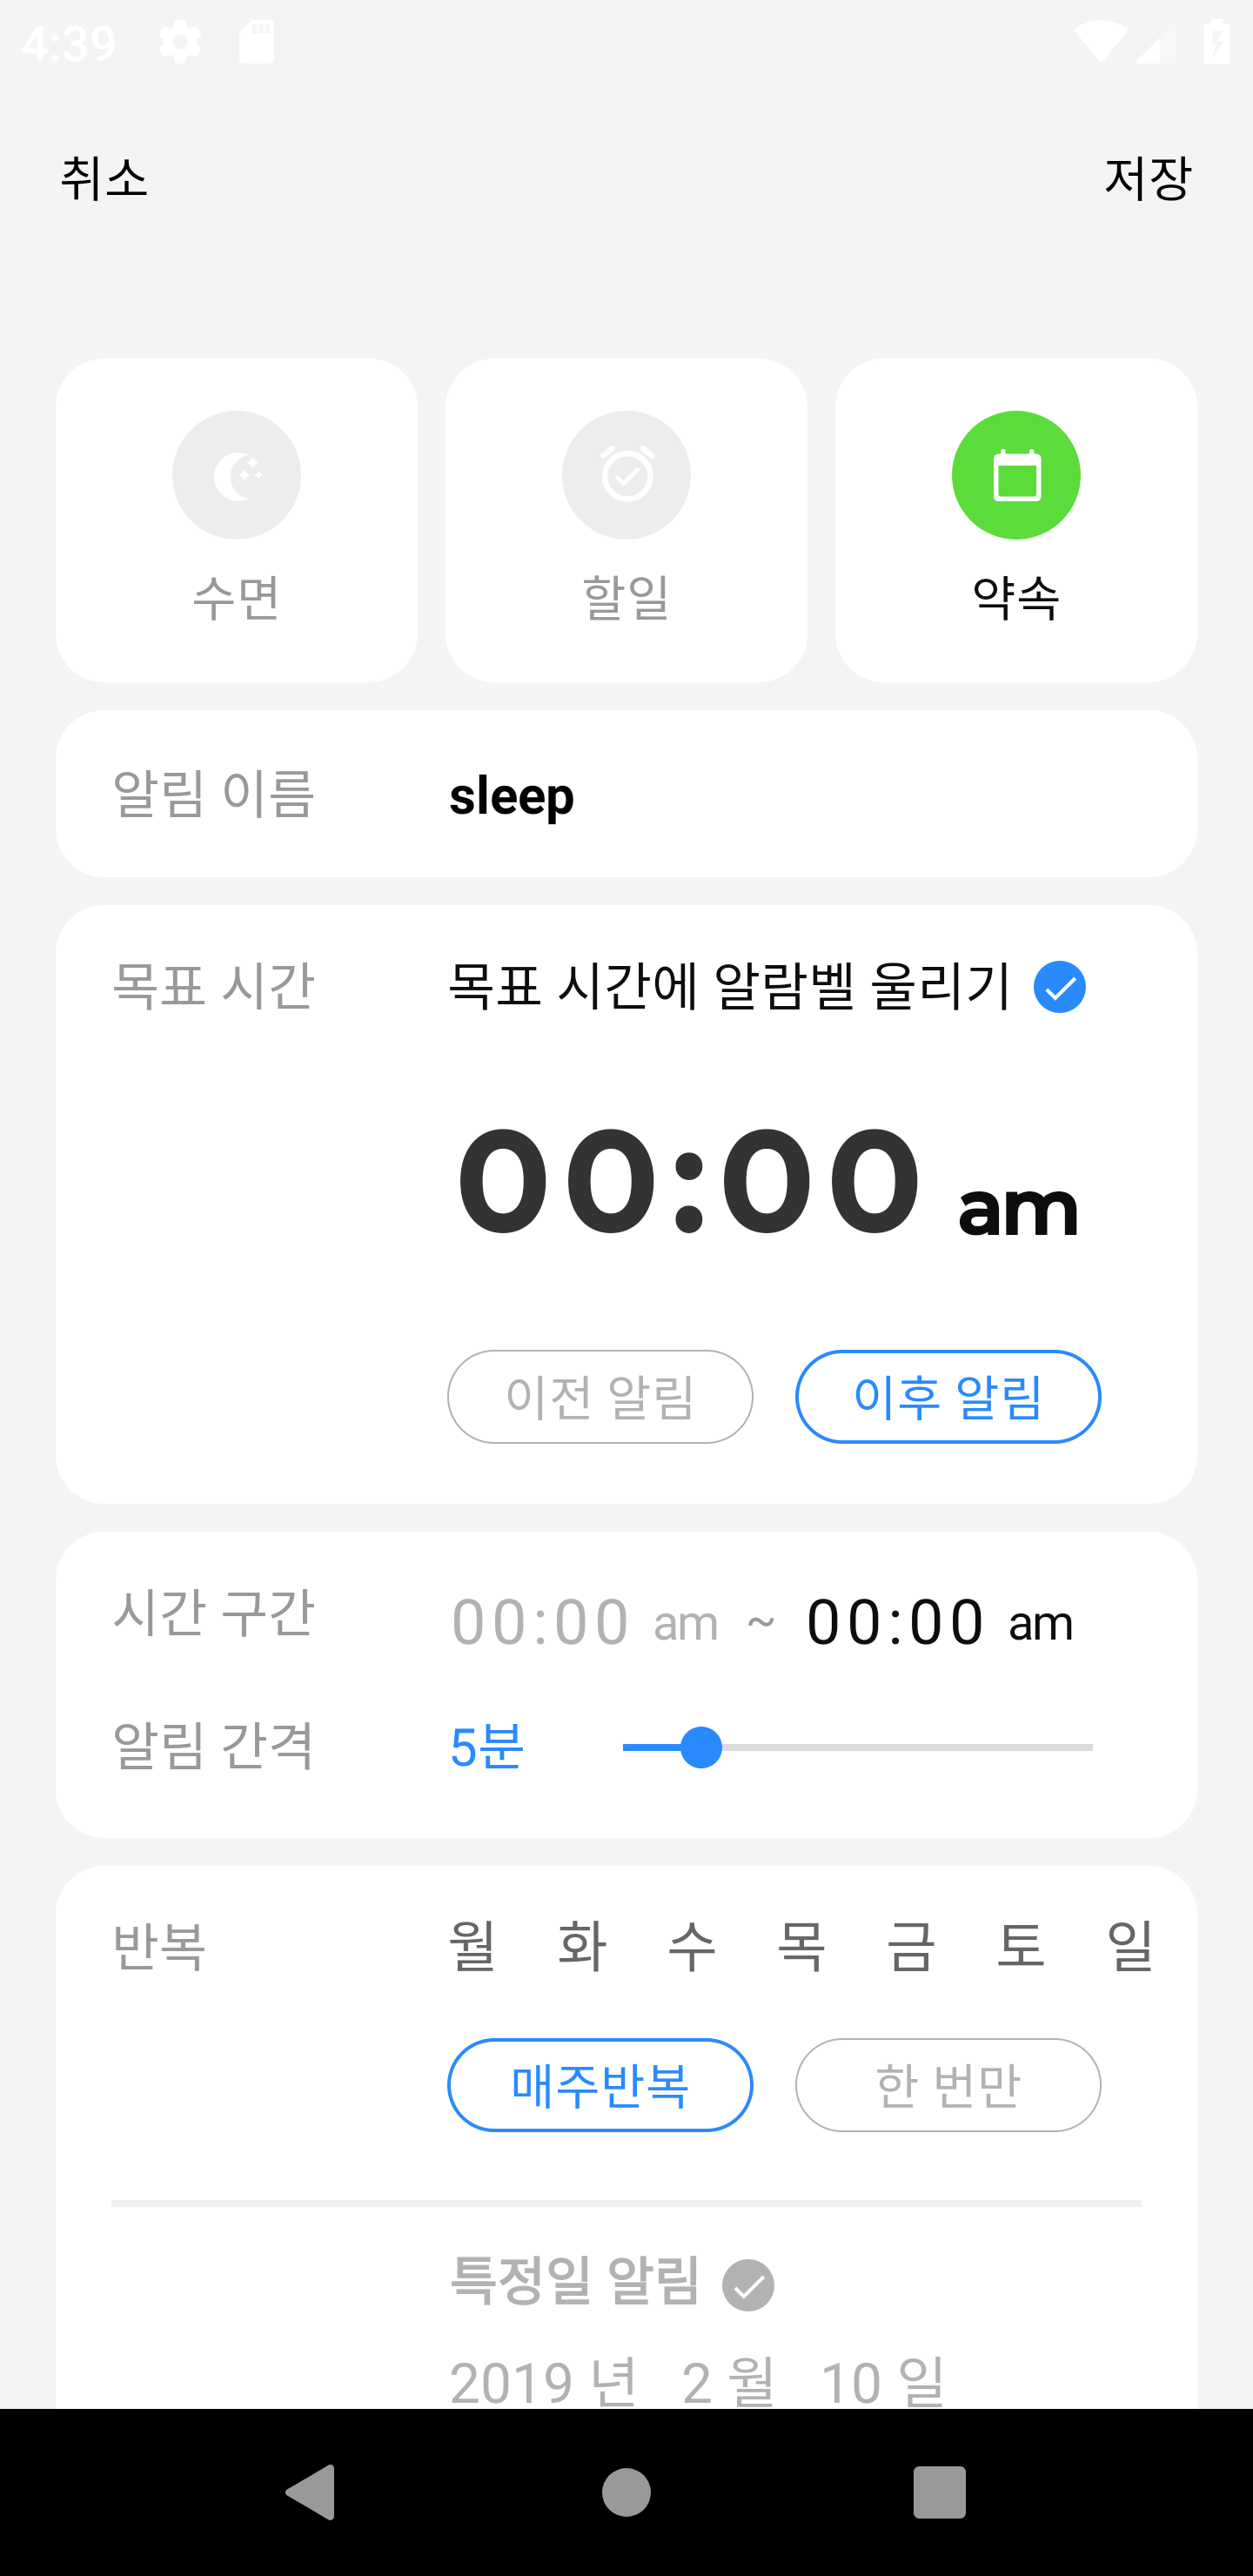 4:39
취소 저장
수면 할일 약속
알림 이름 sleep
목표 시간 목표 시간에 알람벨 울리기
00:00 am
이전 알림 이후 알림
시간 구간 00:00 am ~ 00:00 am
알림 간격 5분
반복 월 화 수 목 금 토 일
매주반복 한 번만
특정일 알림
2019 년 2 월 10 일